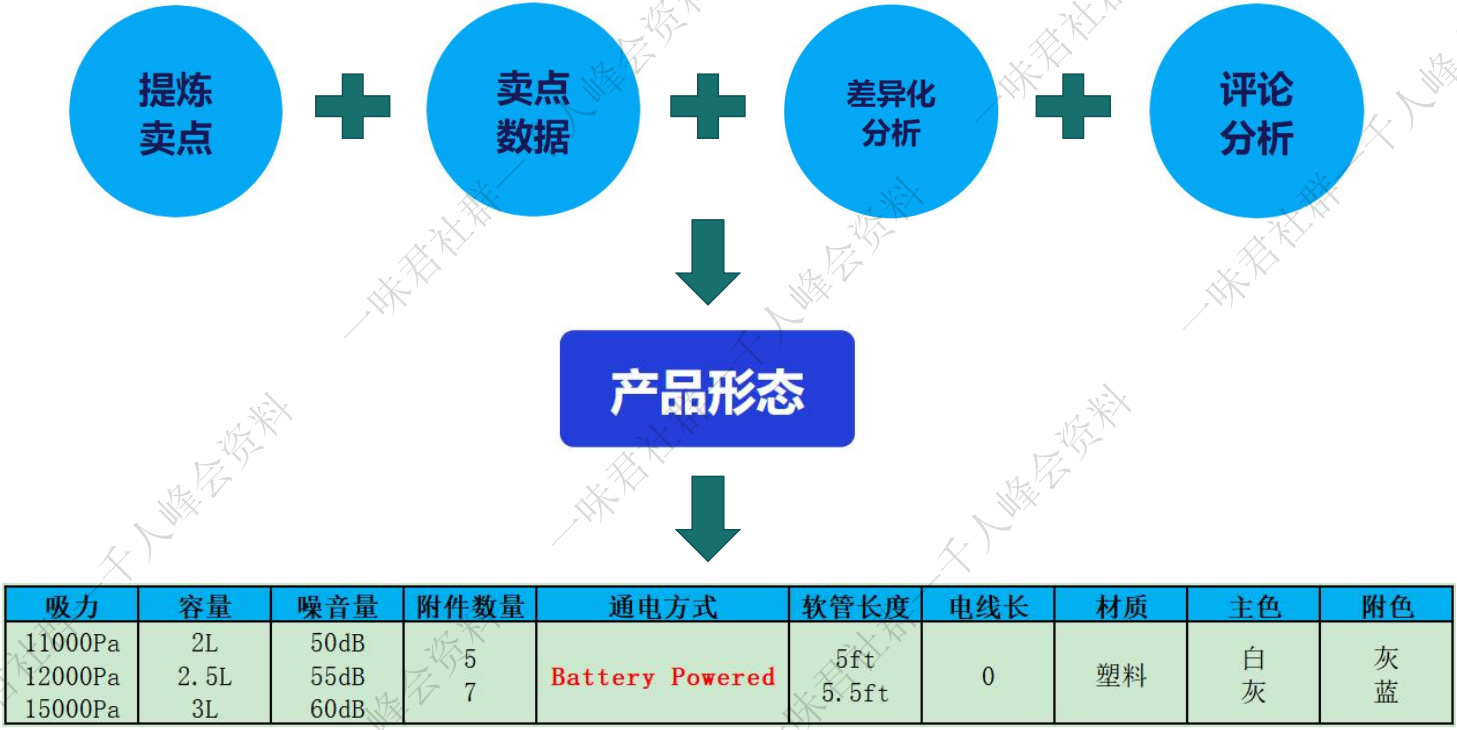 提炼
卖点
卖点
数据
差异化
分析
评论
分析
产品形态
吸力 容量 噪音量 附件数量 通电方式 软管长度 电线长 材质 主色 附色
11000Pa 2L 50dB
12000Pa 2.5L 55dB
15000Pa 3L 60dB
5
7
Battery Powered
5ft
5.5ft
0
塑料
白
灰
灰
蓝
一味君社群一千人峰会资料